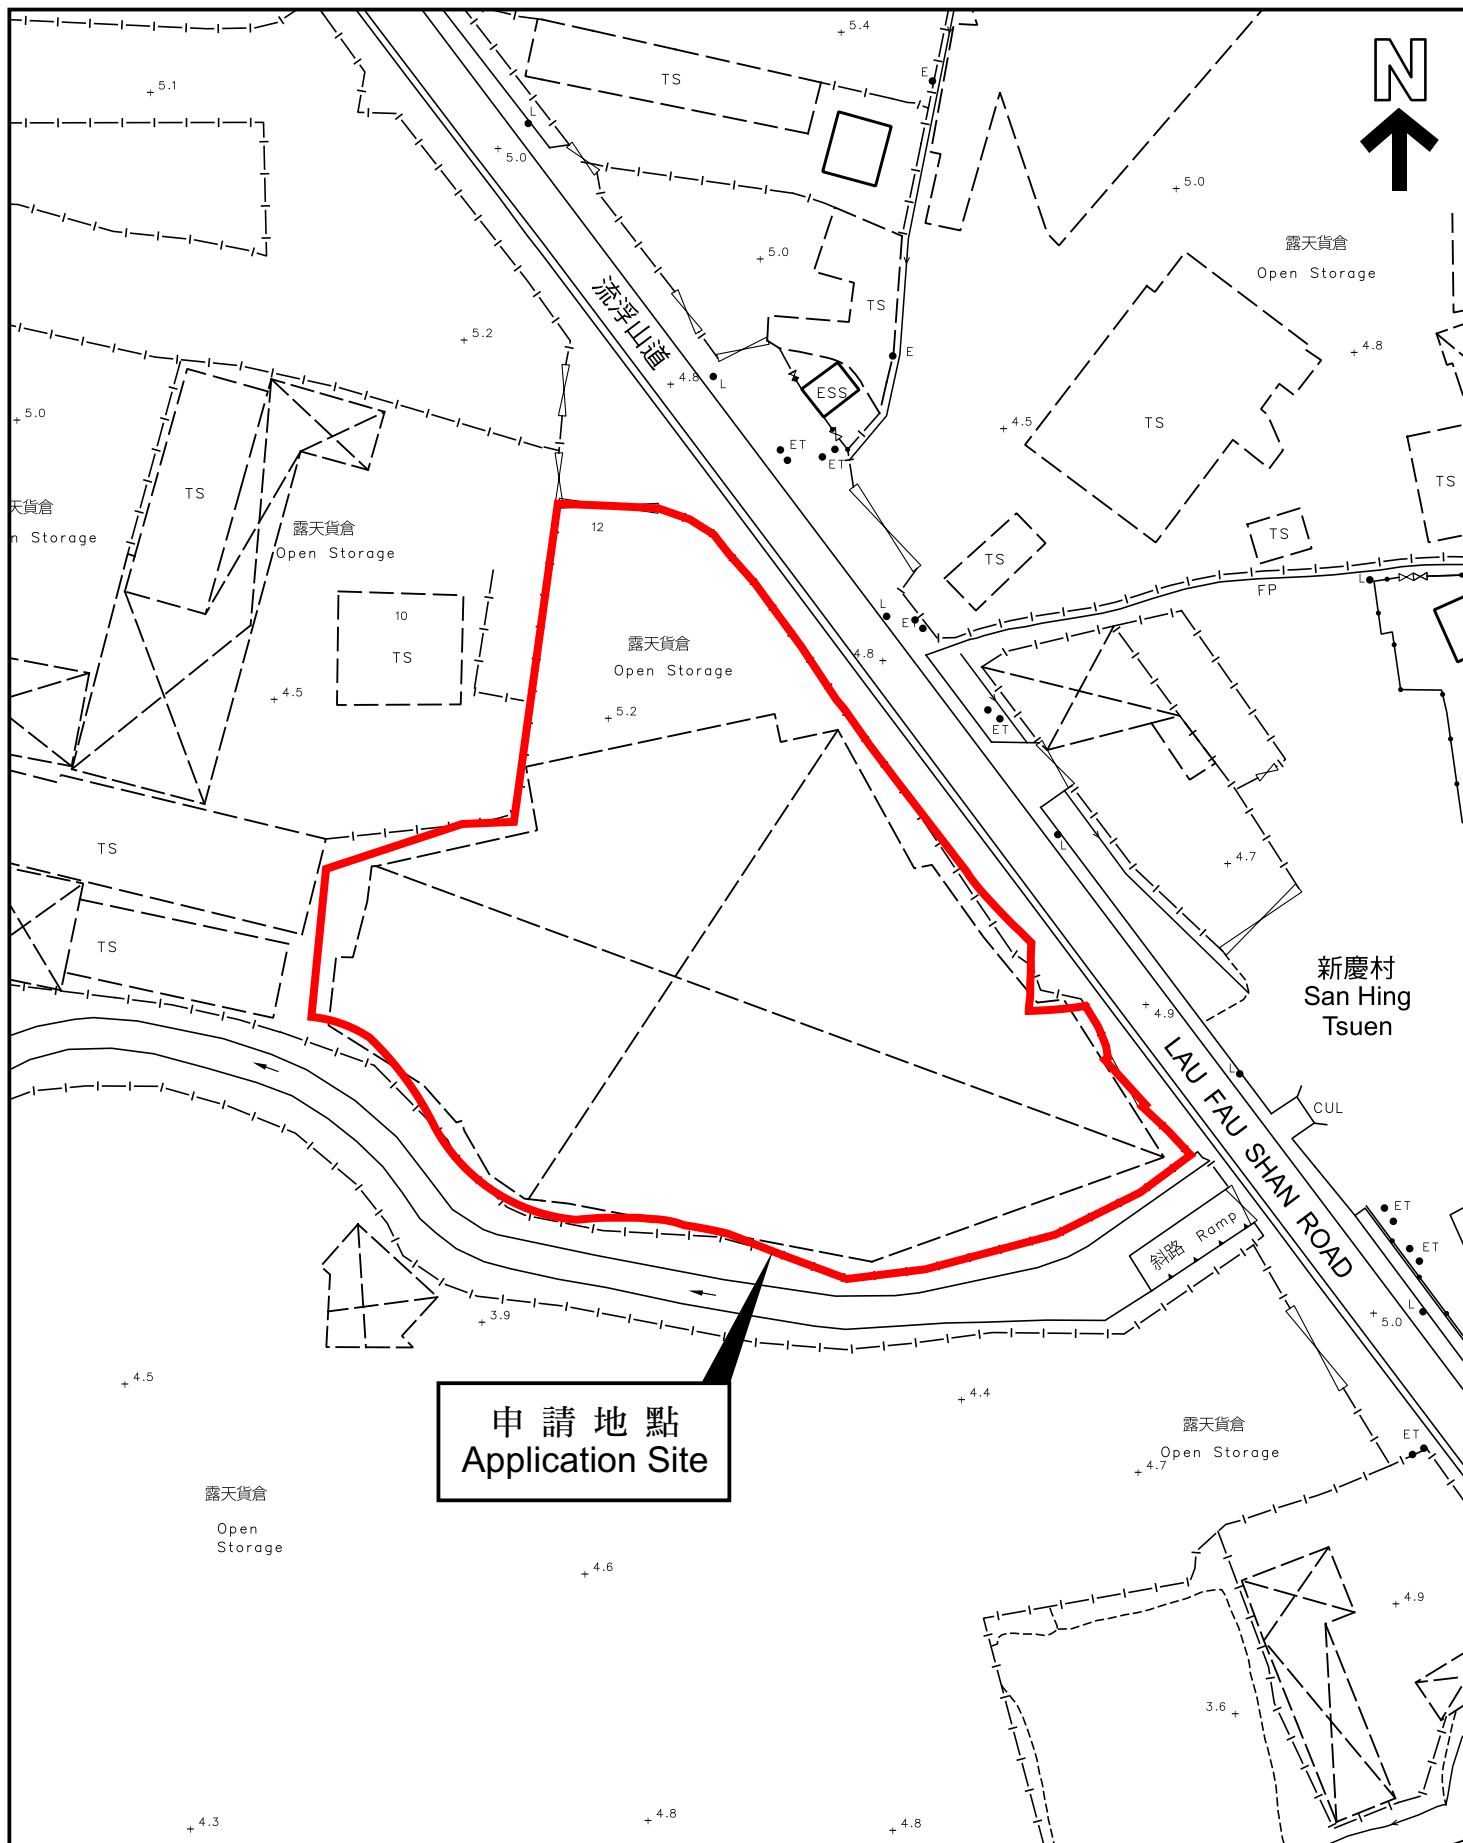 5.4
N
E
TS
5.1
L
5.0
5.0
露天貨倉
Open Storage
5.0
流浮山道
TS
5.2
4.8
E
4.8
L
ESS
5.0
4.5
TS
ET
ET
TS
TS
天貨倉
n Storage
露天貨倉
Open Storage
12
TS
TS
L
FP
10
TS
L
ET
露天貨倉
Open Storage
4.8
4.5
5.2
ET
TS
L
4.7
TS
新慶村
San Hing
Tsuen
4.9
LAU FAU SHAN ROAD
L
CUL
ET
ET
斜路 Ramp
L
5.0
3.9
4.5
4.4
申請地點
Application Site
露天貨倉
Open Storage
ET
4.7
露天貨倉
Open
Storage
4.6
4.9
3.6
4.3
4.8
4.8